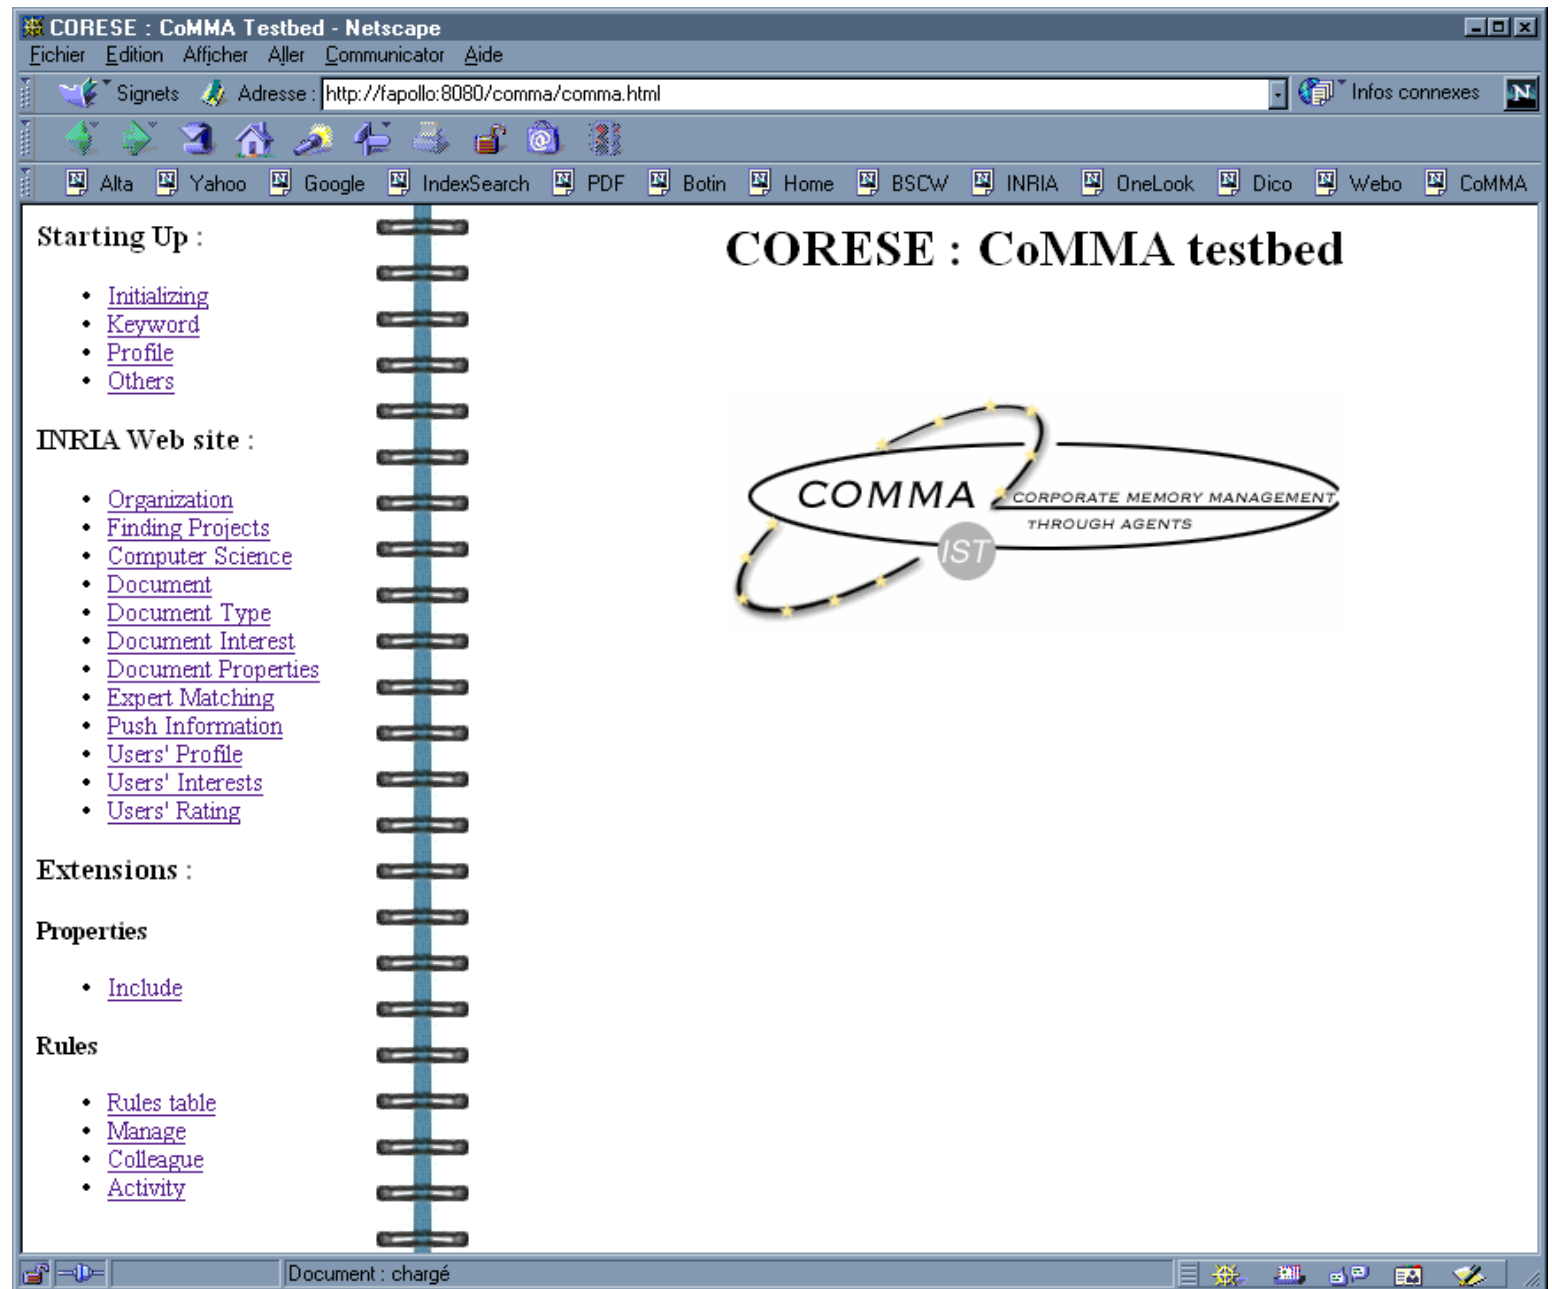 CORESE : CoMMA Testbed - Netscape
Fichier Edition Afficher Aller Communicator Aide
Signets Adresse : http://fapollo:8080/comma/comma.html Infos connexes N
Alta Yahoo Google IndexSearch PDF Botin Home BSCW INRIA OneLook Dico Webo CoMMA
Starting Up :
• Initializing
• Keyword
• Profile
• Others
INRIA Web site :
• Organization
• Finding Projects
• Computer Science
• Document
• Document Type
• Document Interest
• Document Properties
• Expert Matching
• Push Information
• Users' Profile
• Users' Interests
• Users' Rating
Extensions :
Properties
• Include
Rules
• Rules table
• Manage
• Colleague
• Activity
CORESE : CoMMA testbed
COMMA CORPORATE MEMORY MANAGEMENT
THROUGH AGENTS
IST
Document : chargé